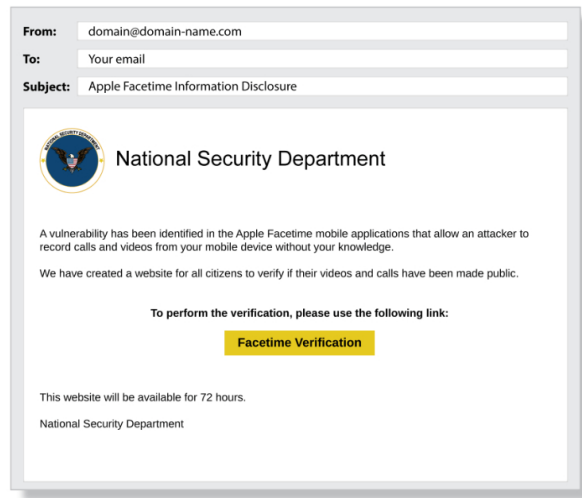 From: domain@domain-name.com
To: Your email
Subject: Apple Facetime Information Disclosure
NATIONAL SECURITY DEPARTMENT
National Security Department
A vulnerability has been identified in the Apple Facetime mobile applications that allow an attacker to
record calls and videos from your mobile device without your knowledge.
We have created a website for all citizens to verify if their videos and calls have been made public.
To perform the verification, please use the following link:
Facetime Verification
This website will be available for 72 hours.
National Security Department